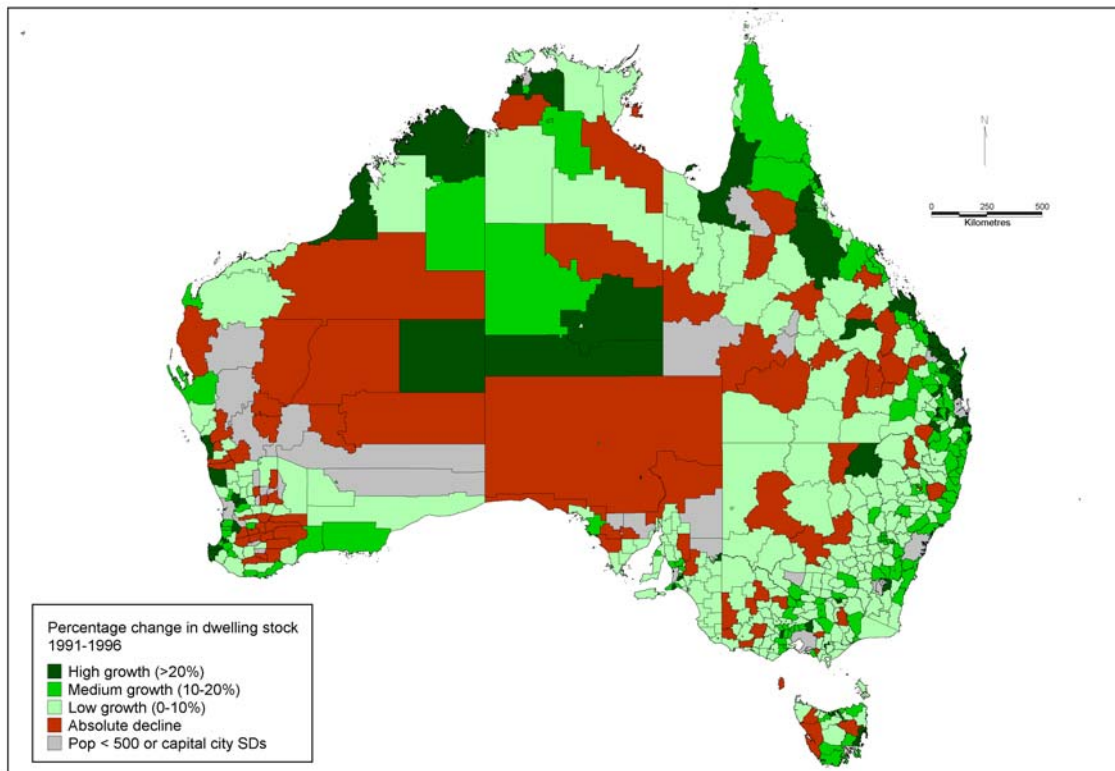 N
0 250 500
Kilometres
Percentage change in dwelling stock
1991-1996
High growth (>20%)
Medium growth (10-20%)
Low growth (0-10%)
Absolute decline
Pop < 500 or capital city SDs